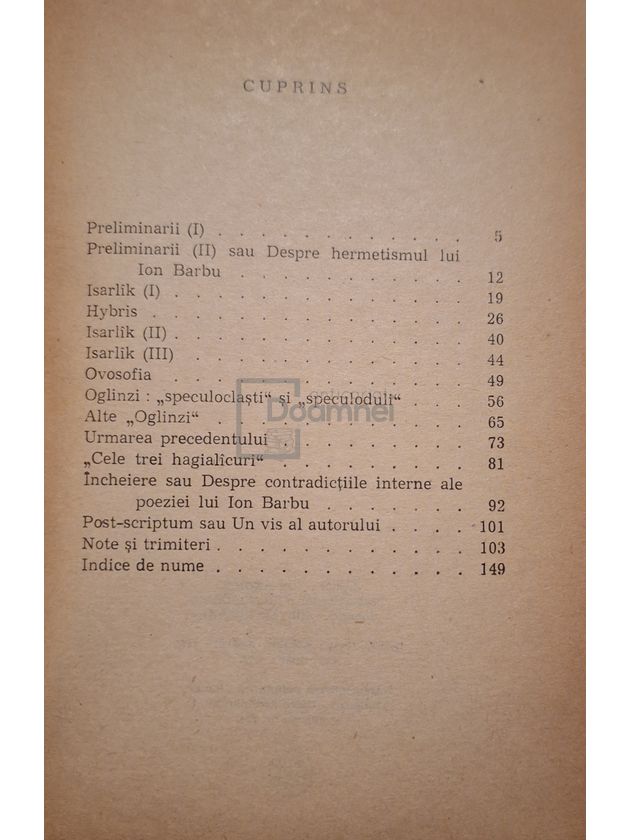 CUPRINS
Preliminarii (I) . . . . . . . . . . . . 5
Preliminarii (II) sau Despre hermetismul lui
Ion Barbu . . . . . . . . . . 12
Isarlîk (I) . . . . . . . . . . . . . . 19
Hybris . . . . . . . . . . . . . . . 26
Isarlîk (II) . . . . . . . . . . . . . . 40
Isarlîk (III) . . . . . . . . . . . . . 44
Ovosofia . . . . . . . . . . . . . . 49
Oglinzi : „speculoclaști“ și „speculoduli“ . . . 56
Alte „Oglinzi“ . . . . . . . . . . . . 65
Urmarea precedentului . . . . . . . . . 73
„Cele trei hagialîcuri“ . . . . . . . . . 81
Încheiere sau Despre contradicțiile interne ale
poeziei lui Ion Barbu . . . . . . . 92
Post-scriptum sau Un vis al autorului . . . . 101
Note și trimiteri . . . . . . . . . . . . 103
Indice de nume . . . . . . . . . . . . 149
Doamnei